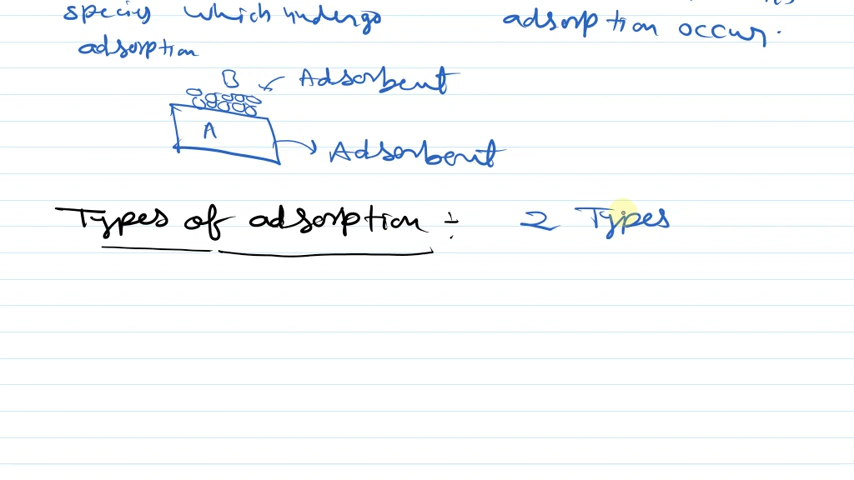 species which undergo
adsorption occur.
adsorption
B
Adsorbent
A
Adsorbent
Types of adsorption ÷ 2 Types